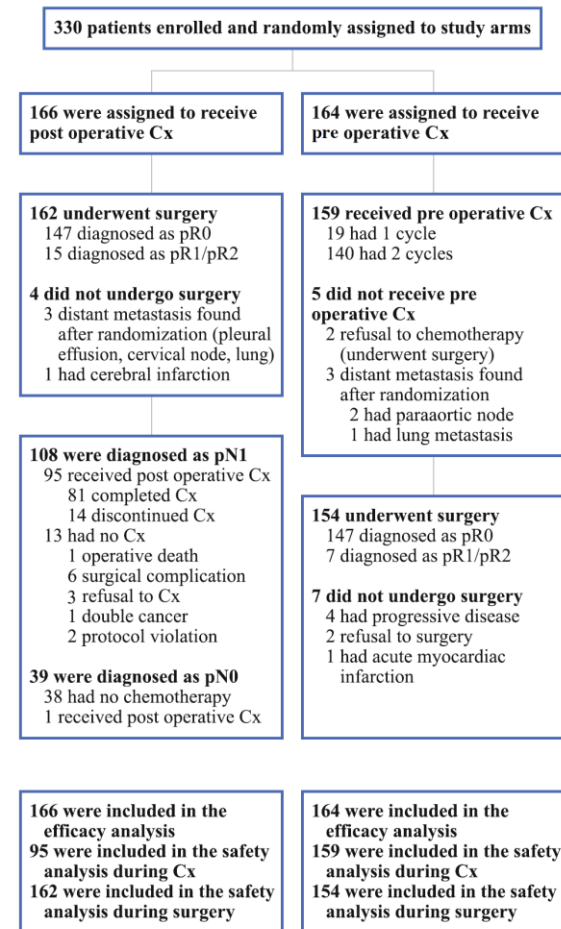 330 patients enrolled and randomly assigned to study arms
166 were assigned to receive
post operative Cx
164 were assigned to receive
pre operative Cx
162 underwent surgery
147 diagnosed as pR0
15 diagnosed as pR1/pR2
4 did not undergo surgery
3 distant metastasis found
after randomization (pleural
effusion, cervical node, lung)
1 had cerebral infarction
159 received pre operative Cx
19 had 1 cycle
140 had 2 cycles
5 did not receive pre
operative Cx
2 refusal to chemotherapy
(underwent surgery)
3 distant metastasis found
after randomization
2 had paraaortic node
1 had lung metastasis
108 were diagnosed as pN1
95 received post operative Cx
81 completed Cx
14 discontinued Cx
13 had no Cx
1 operative death
6 surgical complication
3 refusal to Cx
1 double cancer
2 protocol violation
39 were diagnosed as pN0
38 had no chemotherapy
1 received post operative Cx
154 underwent surgery
147 diagnosed as pR0
7 diagnosed as pR1/pR2
7 did not undergo surgery
4 had progressive disease
2 refusal to surgery
1 had acute myocardiac
infarction
166 were included in the
efficacy analysis
95 were included in the safety
analysis during Cx
162 were included in the safety
analysis during surgery
164 were included in the
efficacy analysis
159 were included in the safety
analysis during Cx
154 were included in the safety
analysis during surgery